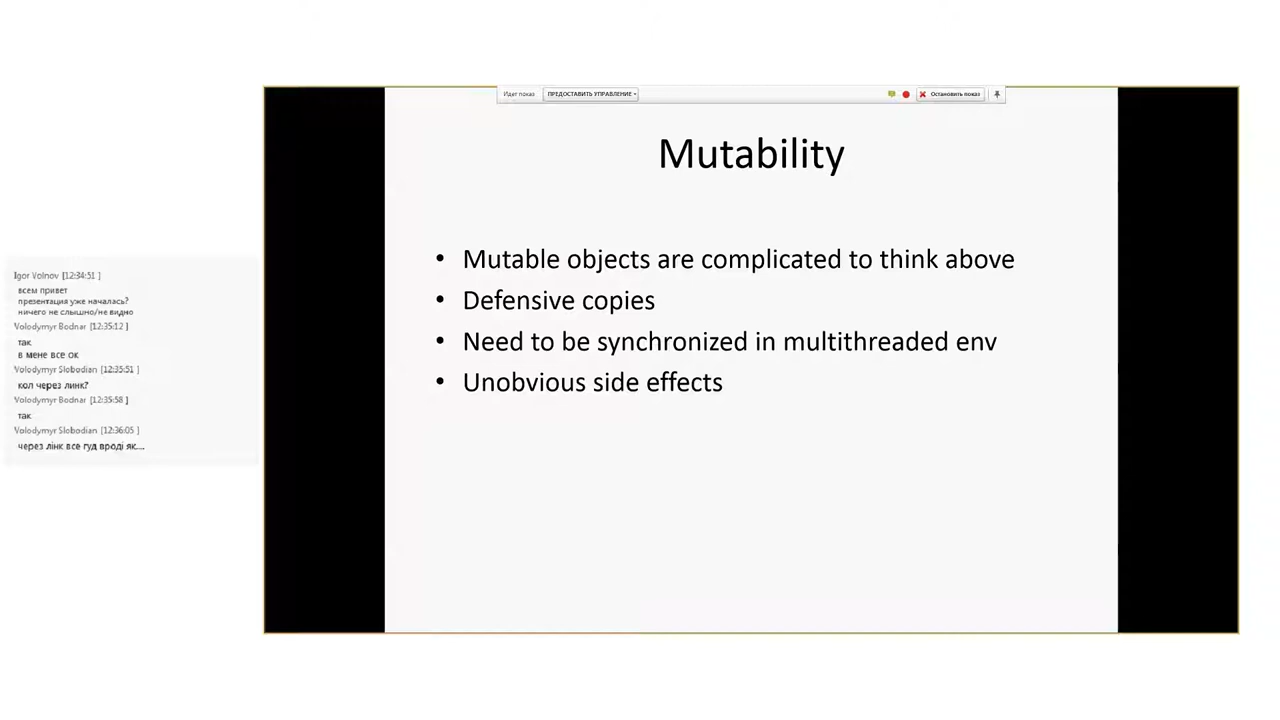 Идет показ
ПРЕДОСТАВИТЬ УПРАВЛЕНИЕ
Остановить показ
Mutability
• Mutable objects are complicated to think above
• Defensive copies
• Need to be synchronized in multithreaded env
• Unobvious side effects
Igor Volnov [12:34:51 ]
всем привет
презентация уже началась?
ничего не слышно/не видно
Volodymyr Bodnar [12:35:12 ]
так
в мене все ок
Volodymyr Slobodian [12:35:51 ]
кол через линк?
Volodymyr Bodnar [12:35:58 ]
так
Volodymyr Slobodian [12:36:05 ]
через лінк все гуд вроді як....